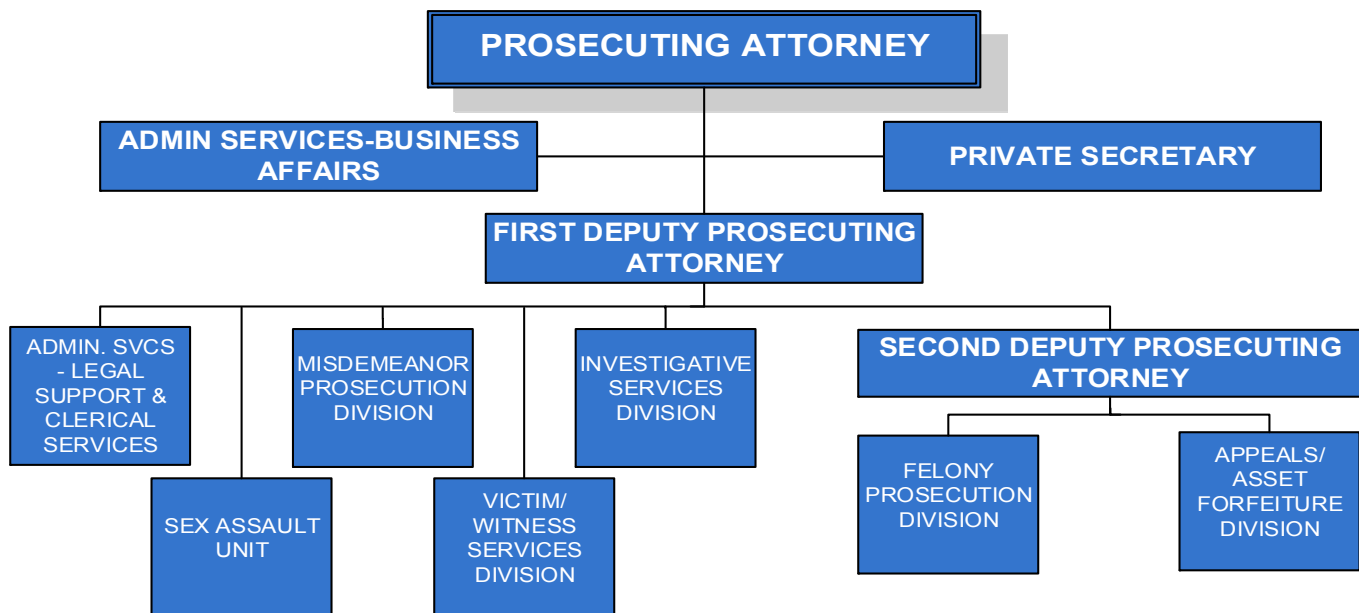 PROSECUTING ATTORNEY
ADMIN SERVICES-BUSINESS
AFFAIRS
PRIVATE SECRETARY
FIRST DEPUTY PROSECUTING
ATTORNEY
ADMIN. SVCS
- LEGAL
SUPPORT &
CLERICAL
SERVICES
SEX ASSAULT
UNIT
MISDEMEANOR
PROSECUTION
DIVISION
VICTIM/
WITNESS
SERVICES
DIVISION
INVESTIGATIVE
SERVICES
DIVISION
SECOND DEPUTY PROSECUTING
ATTORNEY
FELONY
PROSECUTION
DIVISION
APPEALS/
ASSET
FORFEITURE
DIVISION